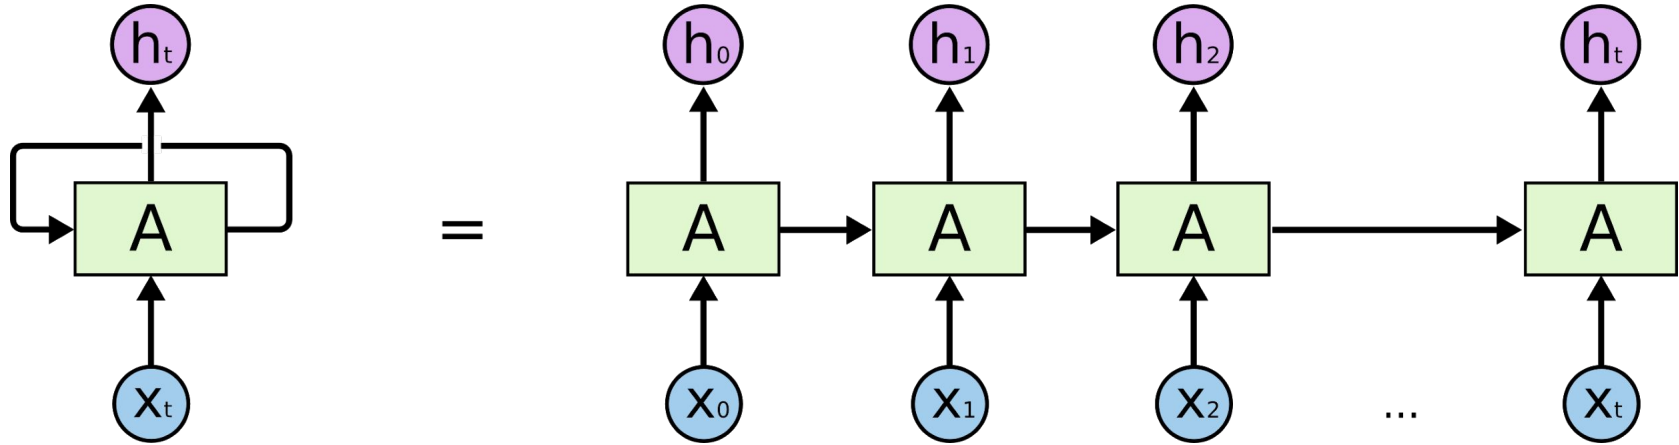 ht h0 h1 h2 ht
A = A A A A
xt x0 x1 x2 ... xt